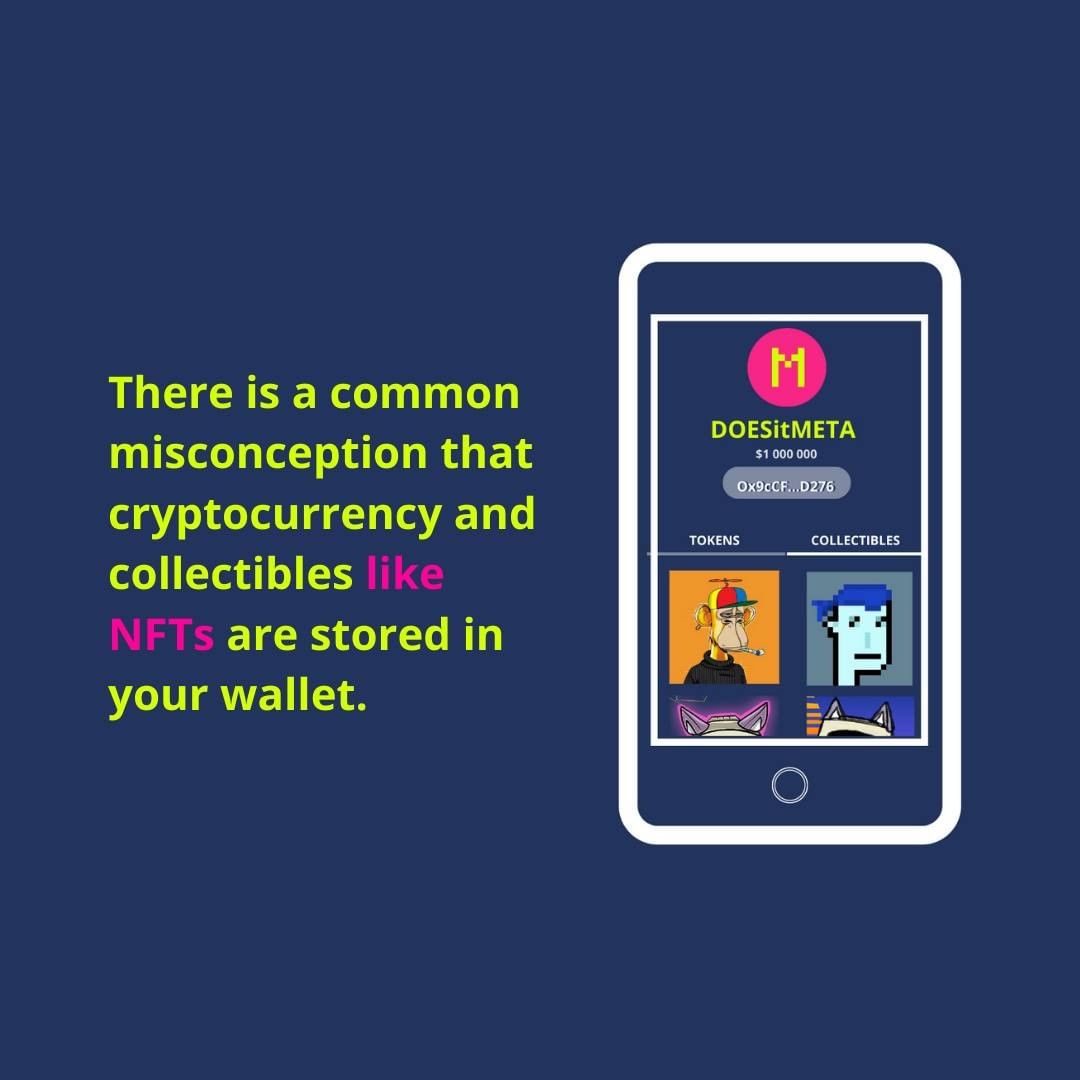 There is a common
misconception that
cryptocurrency and
collectibles like
NFTs are stored in
your wallet.
M
DOESitMETA
$1 000 000
Ox9cCF...D276
TOKENS COLLECTIBLES